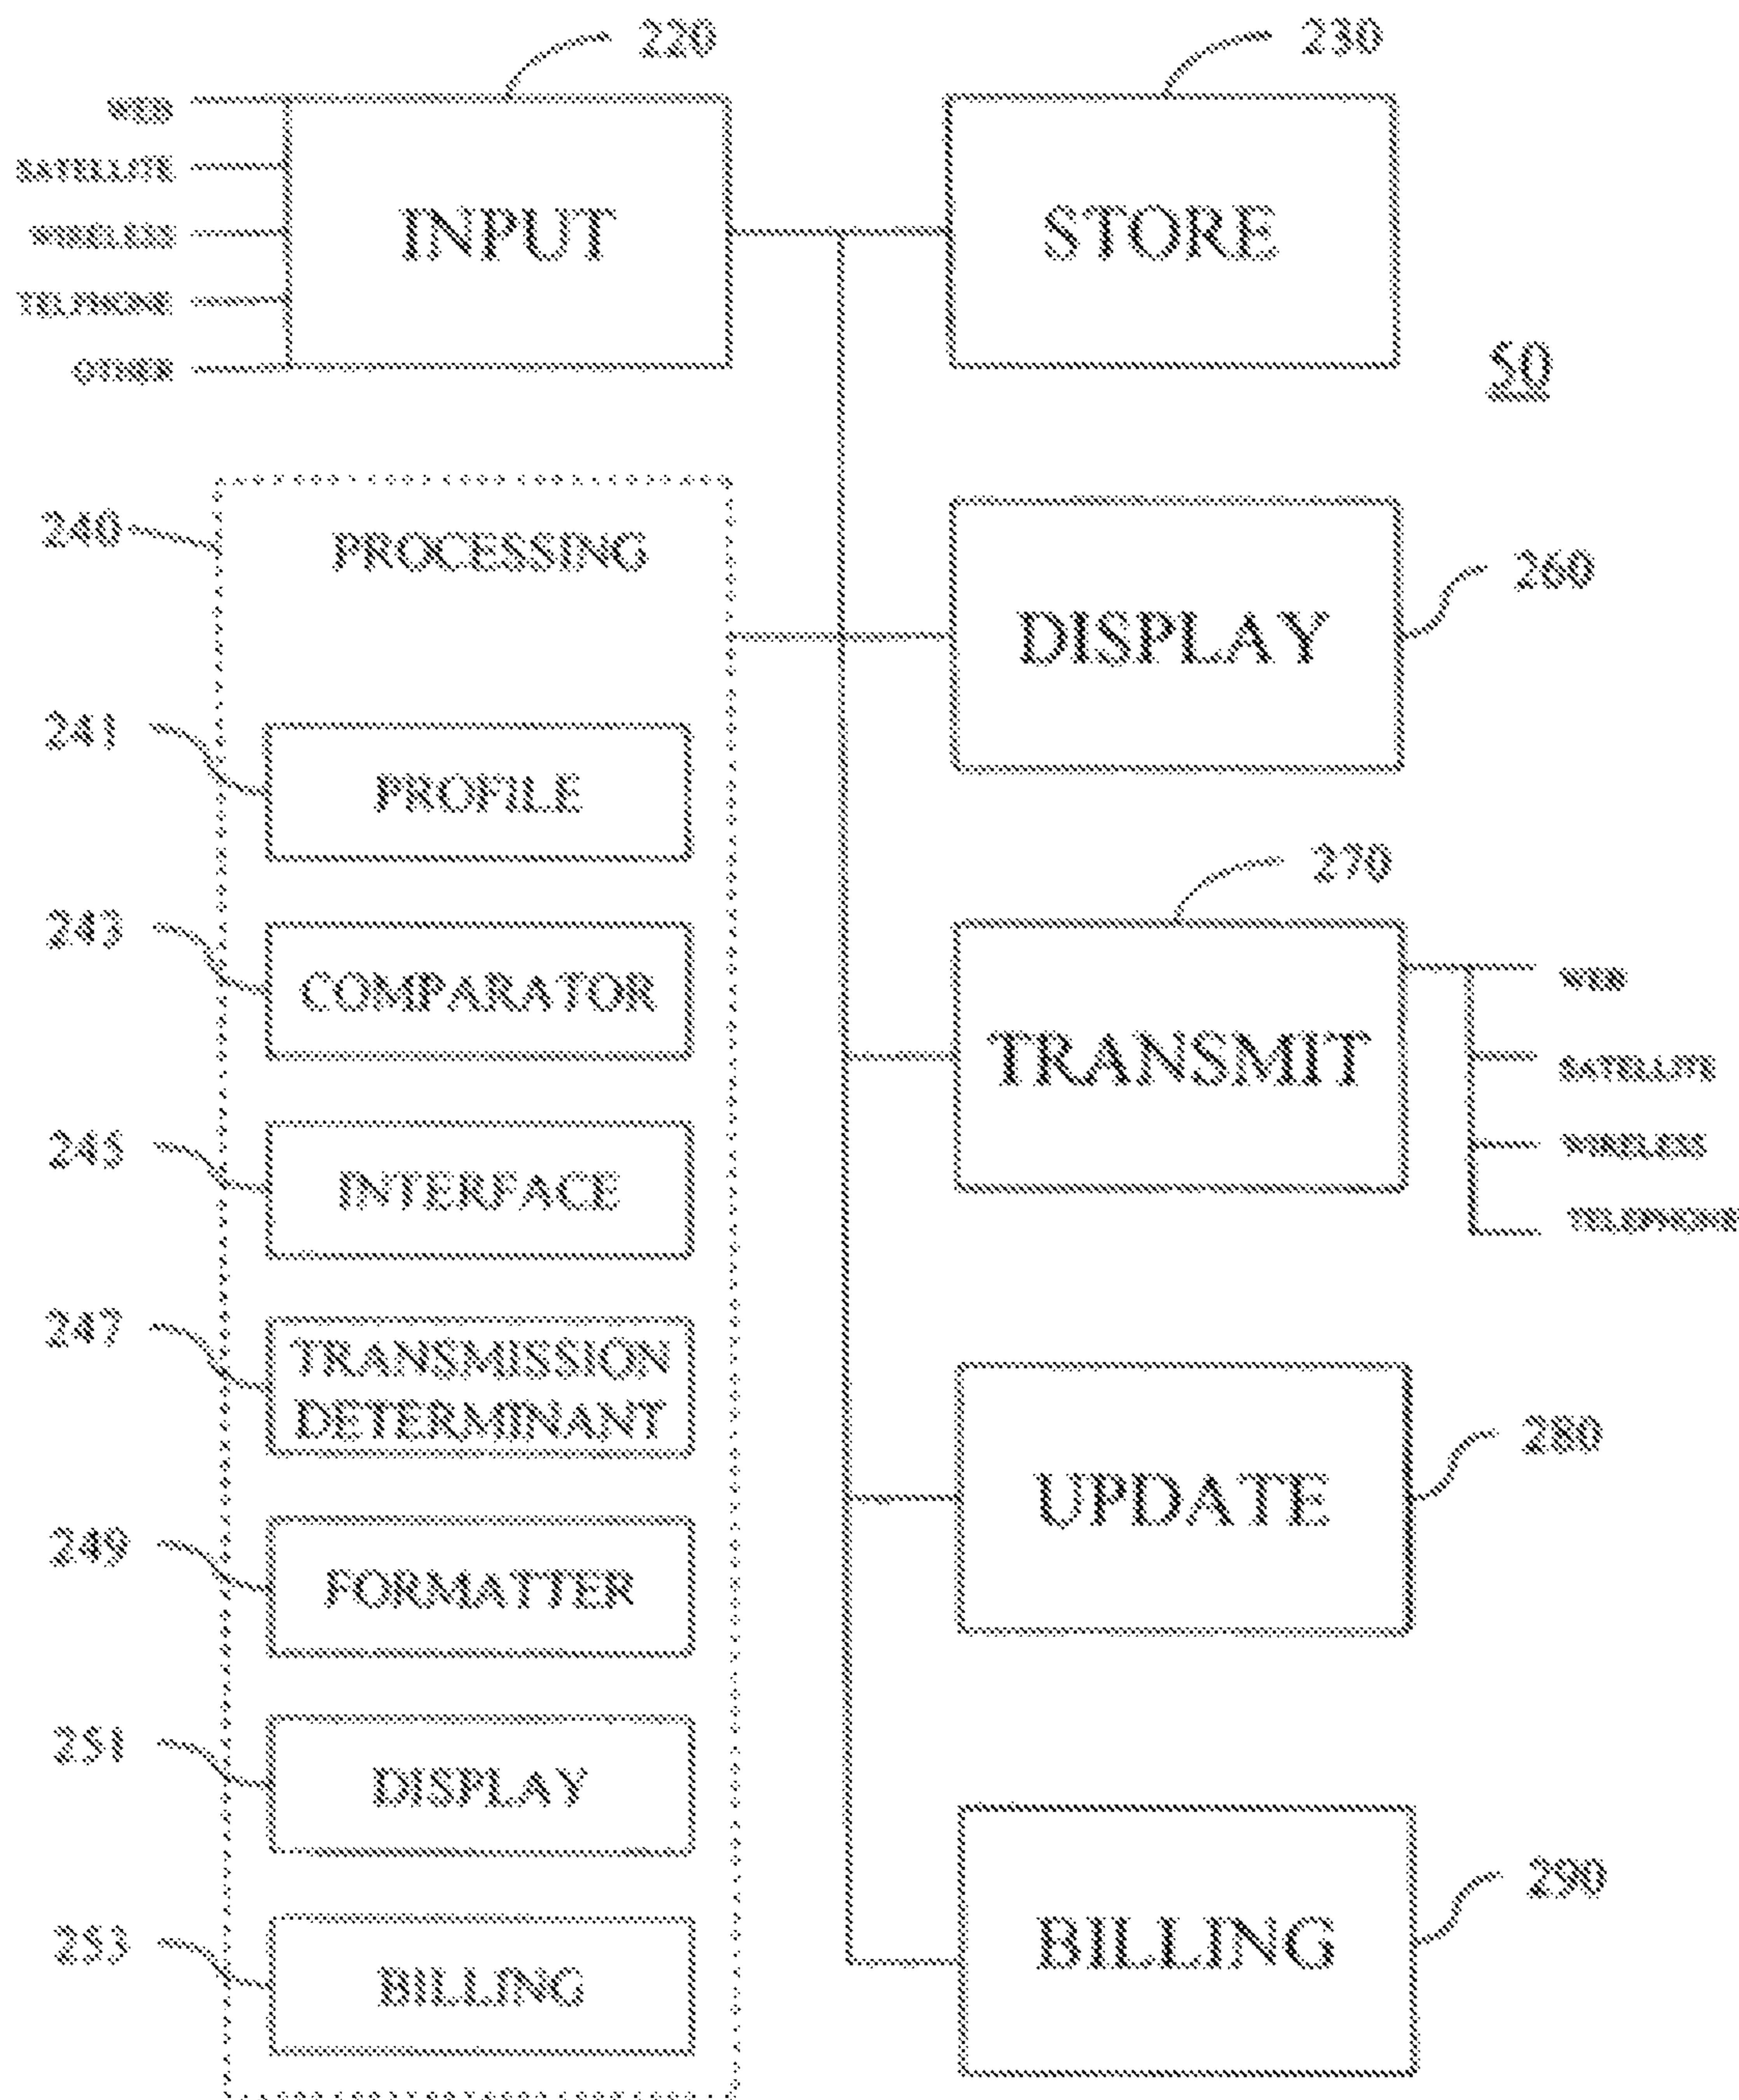 220
230
WEB
SATELLITE
WIRELESS
TELPHONE
OTHER
INPUT
STORE
50
240
PROCESSING
DISPLAY
260
241
PROFILE
270
243
COMPARATOR
TRANSMIT
WEB
SATELLITE
WIRELESS
TELEPHONE
245
INTERFACE
247
TRANSMISSION
DETERMINANT
UPDATE
280
249
FORMATTER
251
DISPLAY
BILLING
290
253
BILLING